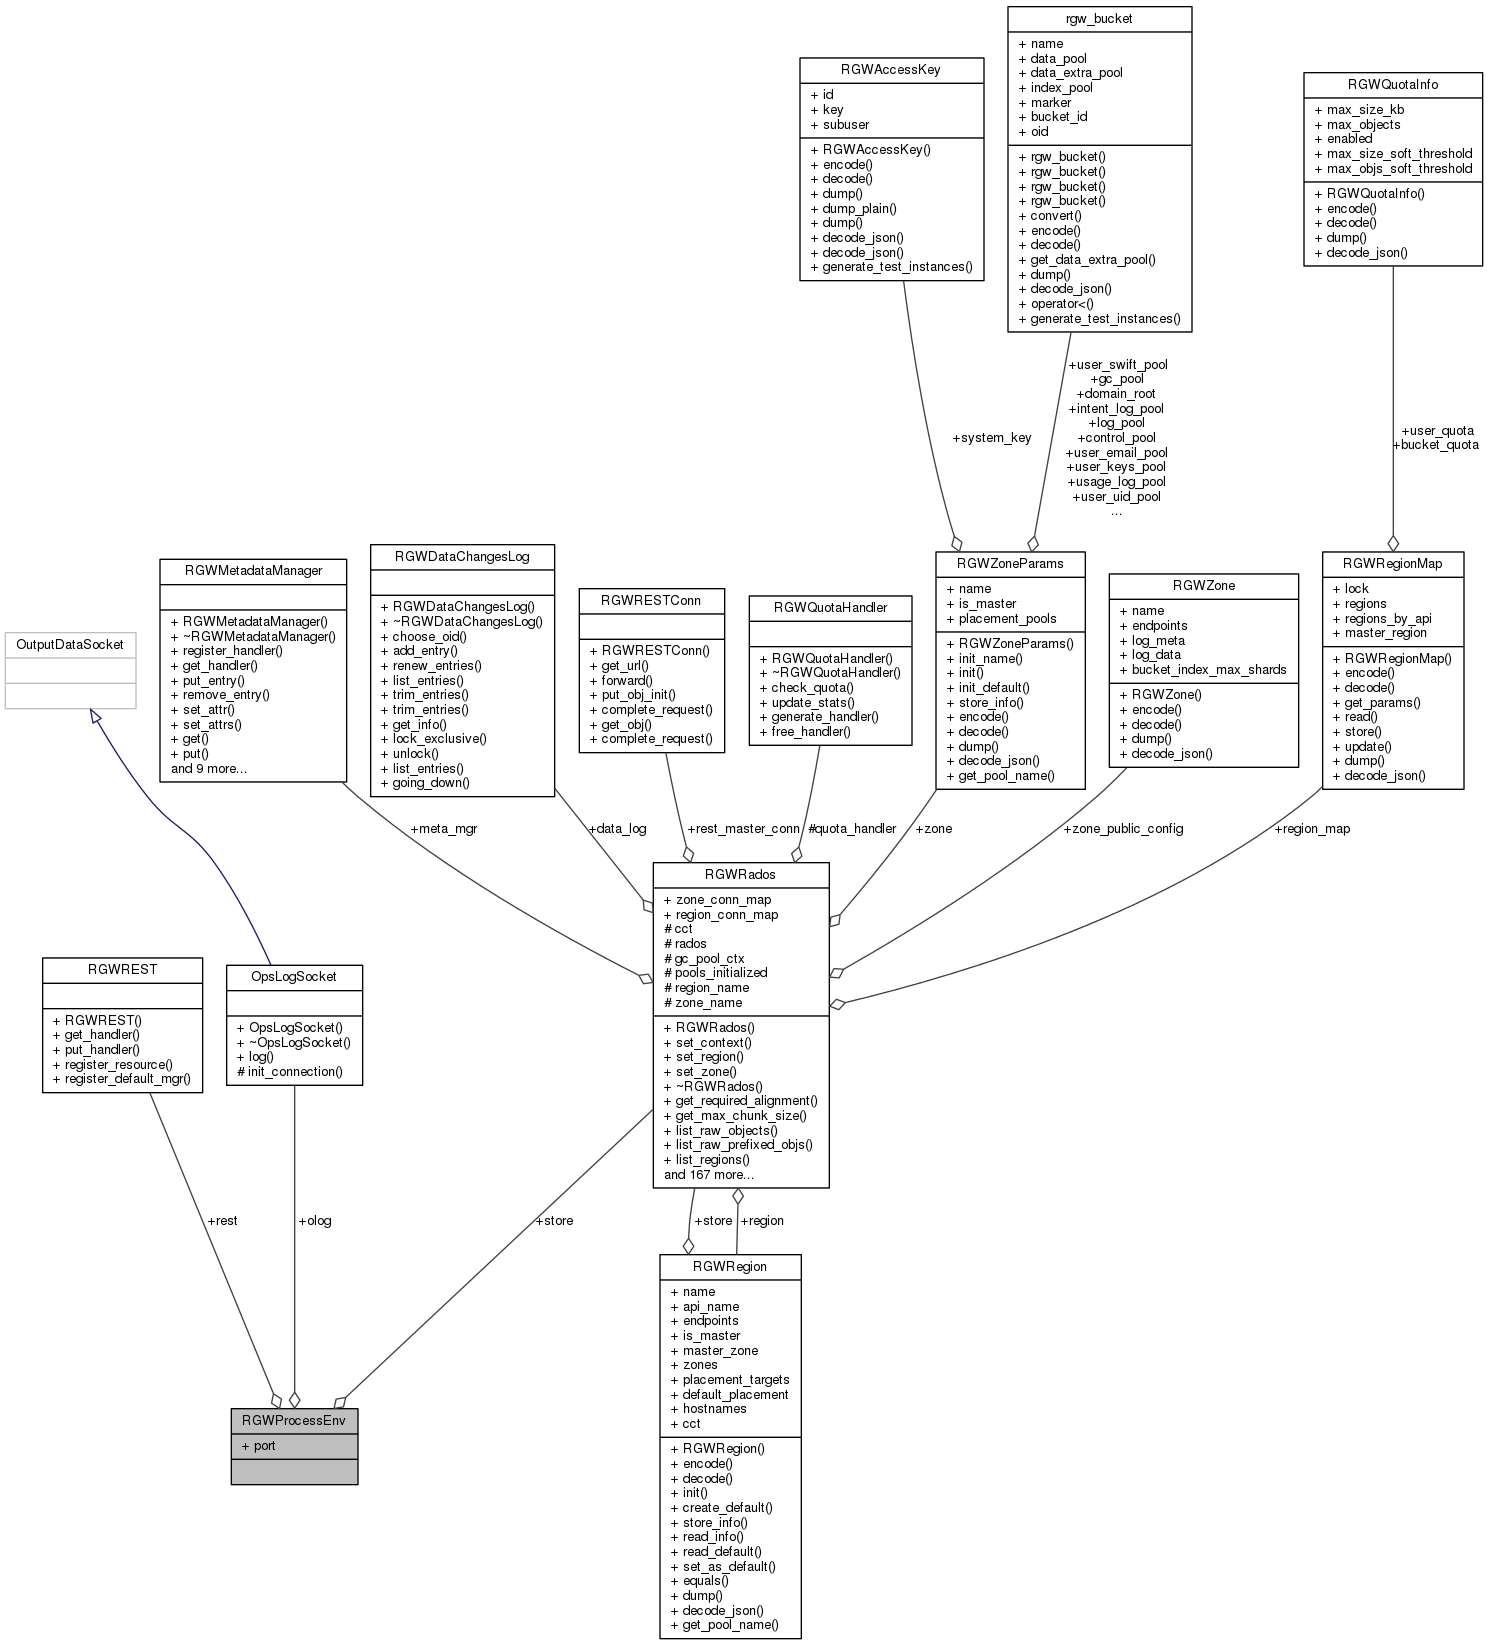 rgw_bucket
+ name
+ data_pool
+ data_extra_pool
+ index_pool
+ marker
+ bucket_id
+ oid
+ rgw_bucket()
+ rgw_bucket()
+ rgw_bucket()
+ rgw_bucket()
+ convert()
+ encode()
+ decode()
+ get_data_extra_pool()
+ dump()
+ decode_json()
+ operator<()
+ generate_test_instances()
RGWAccessKey
+ id
+ key
+ subuser
+ RGWAccessKey()
+ encode()
+ decode()
+ dump()
+ dump_plain()
+ dump()
+ decode_json()
+ decode_json()
+ generate_test_instances()
RGWQuotaInfo
+ max_size_kb
+ max_objects
+ enabled
+ max_size_soft_threshold
+ max_objs_soft_threshold
+ RGWQuotaInfo()
+ encode()
+ decode()
+ dump()
+ decode_json()
+system_key
+user_swift_pool
+gc_pool
+domain_root
+intent_log_pool
+log_pool
+control_pool
+user_email_pool
+user_keys_pool
+usage_log_pool
+user_uid_pool
...
+user_quota
+bucket_quota
OutputDataSocket
RGWMetadataManager
+ RGWMetadataManager()
+ ~RGWMetadataManager()
+ register_handler()
+ get_handler()
+ put_entry()
+ remove_entry()
+ set_attr()
+ set_attrs()
+ get()
+ put()
and 9 more...
RGWDataChangesLog
+ RGWDataChangesLog()
+ ~RGWDataChangesLog()
+ choose_oid()
+ add_entry()
+ renew_entries()
+ list_entries()
+ trim_entries()
+ trim_entries()
+ get_info()
+ lock_exclusive()
+ unlock()
+ list_entries()
+ going_down()
RGWRESTConn
+ RGWRESTConn()
+ get_url()
+ forward()
+ put_obj_init()
+ complete_request()
+ get_obj()
+ complete_request()
RGWQuotaHandler
+ RGWQuotaHandler()
+ ~RGWQuotaHandler()
+ check_quota()
+ update_stats()
+ generate_handler()
+ free_handler()
RGWZoneParams
+ name
+ is_master
+ placement_pools
+ RGWZoneParams()
+ init_name()
+ init()
+ init_default()
+ store_info()
+ encode()
+ decode()
+ dump()
+ decode_json()
+ get_pool_name()
RGWZone
+ name
+ endpoints
+ log_meta
+ log_data
+ bucket_index_max_shards
+ RGWZone()
+ encode()
+ decode()
+ dump()
+ decode_json()
RGWRegionMap
+ lock
+ regions
+ regions_by_api
+ master_region
+ RGWRegionMap()
+ encode()
+ decode()
+ get_params()
+ read()
+ store()
+ update()
+ dump()
+ decode_json()
+meta_mgr
+data_log
+rest_master_conn
#quota_handler
+zone
+zone_public_config
+region_map
RGWRados
+ zone_conn_map
+ region_conn_map
# cct
# rados
# gc_pool_ctx
# pools_initialized
# region_name
# zone_name
+ RGWRados()
+ set_context()
+ set_region()
+ set_zone()
+ ~RGWRados()
+ get_required_alignment()
+ get_max_chunk_size()
+ list_raw_objects()
+ list_raw_prefixed_objs()
+ list_regions()
and 167 more...
RGWREST
+ RGWREST()
+ get_handler()
+ put_handler()
+ register_resource()
+ register_default_mgr()
OpsLogSocket
+ OpsLogSocket()
+ ~OpsLogSocket()
+ log()
# init_connection()
+rest
+olog
+store
+store
+region
RGWRegion
+ name
+ api_name
+ endpoints
+ is_master
+ master_zone
+ zones
+ placement_targets
+ default_placement
+ hostnames
+ cct
+ RGWRegion()
+ encode()
+ decode()
+ init()
+ create_default()
+ store_info()
+ read_info()
+ read_default()
+ set_as_default()
+ equals()
+ dump()
+ decode_json()
+ get_pool_name()
RGWProcessEnv
+ port